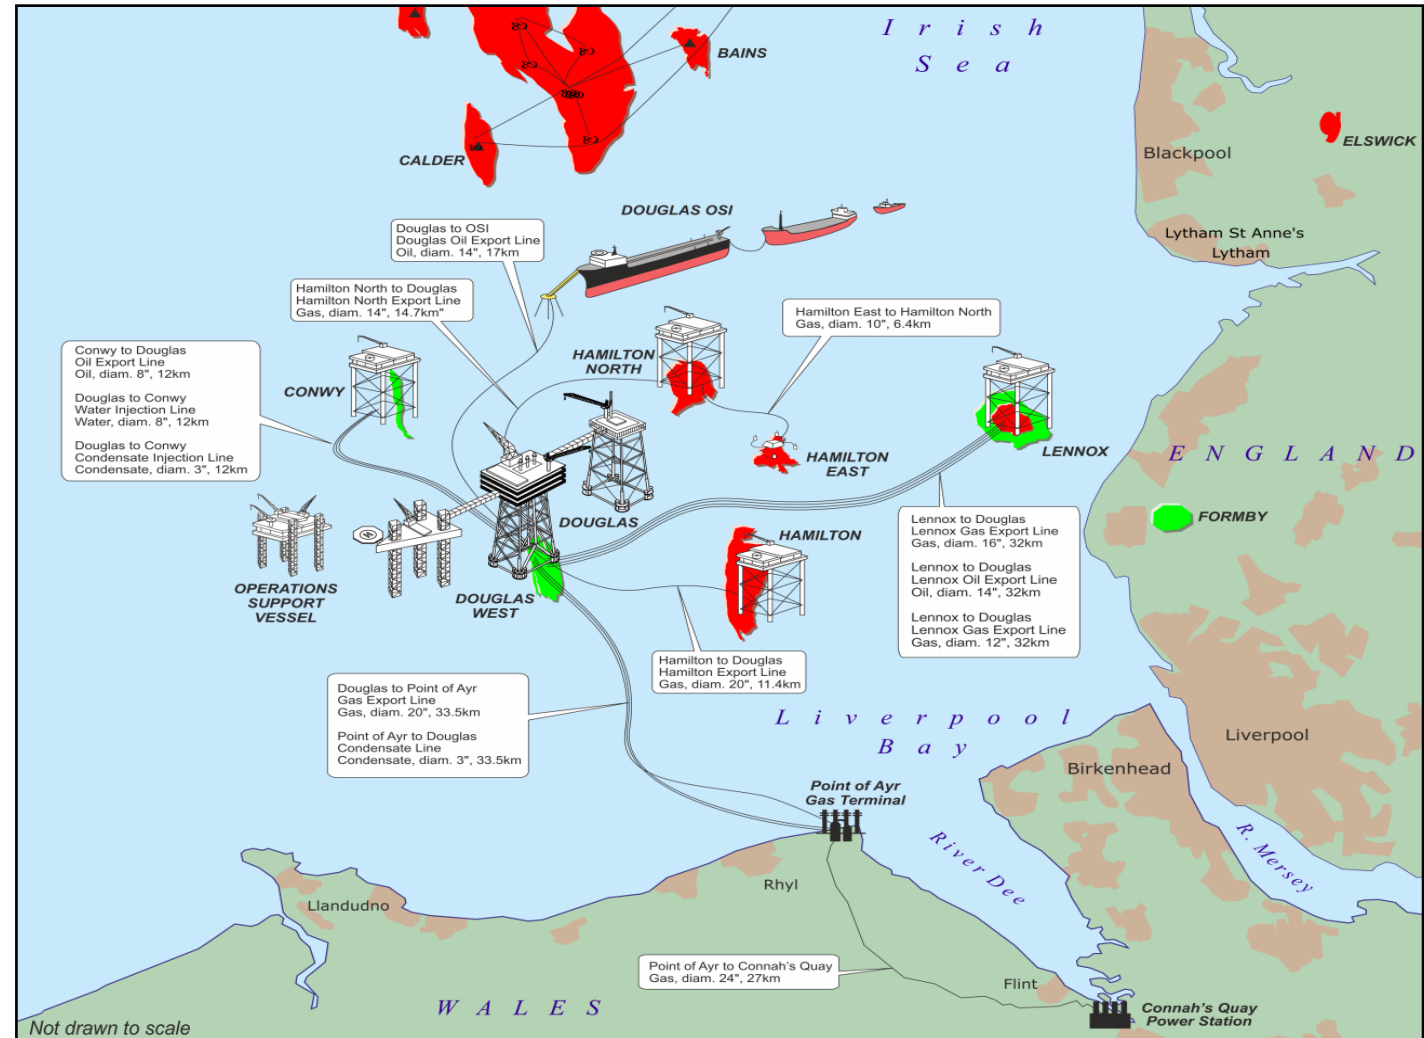 I r i s h
S e a
BAINS
ELSWICK
CALDER
Blackpool
DOUGLAS OSI
Lytham St Anne's
Lytham
Douglas to OSI
Douglas Oil Export Line
Oil, diam. 14", 17km
Hamilton North to Douglas
Hamilton North Export Line
Gas, diam. 14", 14.7km"
Hamilton East to Hamilton North
Gas, diam. 10", 6.4km
Conwy to Douglas
Oil Export Line
Oil, diam. 8", 12km
Douglas to Conwy
Water Injection Line
Water, diam. 8", 12km
Douglas to Conwy
Condensate Injection Line
Condensate, diam. 3", 12km
CONWY
HAMILTON
NORTH
HAMILTON
EAST
LENNOX
E N G L A N D
FORMBY
DOUGLAS
HAMILTON
H
OPERATIONS
SUPPORT
VESSEL
DOUGLAS
WEST
Lennox to Douglas
Lennox Gas Export Line
Gas, diam. 16", 32km
Lennox to Douglas
Lennox Oil Export Line
Oil, diam. 14", 32km
Lennox to Douglas
Lennox Gas Export Line
Gas, diam. 12", 32km
Hamilton to Douglas
Hamilton Export Line
Gas, diam. 20", 11.4km
Douglas to Point of Ayr
Gas Export Line
Gas, diam. 20", 33.5km
Point of Ayr to Douglas
Condensate Line
Condensate, diam. 3", 33.5km
L i v e r p o o l
B a y
Liverpool
Birkenhead
Point of Ayr
Gas Terminal
River Dee
R. Mersey
Rhyl
Llandudno
Point of Ayr to Connah's Quay
Gas, diam. 24", 27km
Flint
W A L E S
Connah's Quay
Power Station
Not drawn to scale